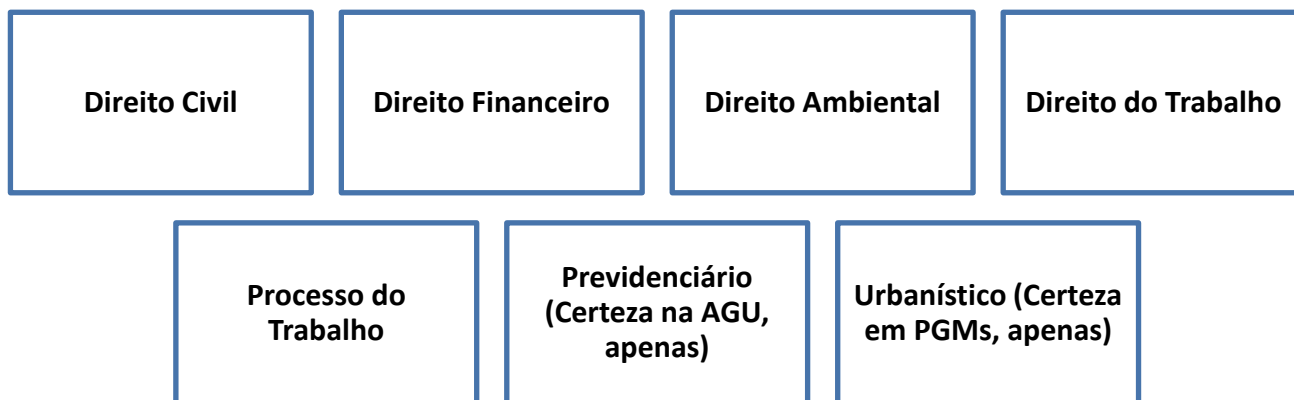 Direito Civil
Direito Financeiro
Direito Ambiental
Direito do Trabalho
Processo do
Trabalho
Previdenciário
(Certeza na AGU,
apenas)
Urbanístico (Certeza
em PGMs, apenas)